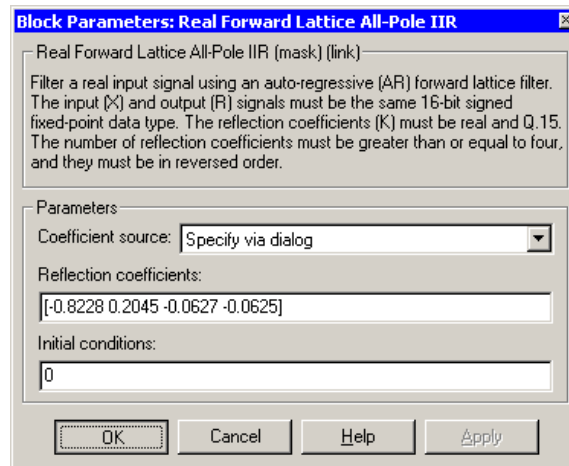 Block Parameters: Real Forward Lattice All-Pole IIR
Real Forward Lattice All-Pole IIR (mask) (link)
Filter a real input signal using an auto-regressive (AR) forward lattice filter.
The input (X) and output (R) signals must be the same 16-bit signed
fixed-point data type. The reflection coefficients (K) must be real and Q.15.
The number of reflection coefficients must be greater than or equal to four,
and they must be in reversed order.
Parameters
Coefficient source: Specify via dialog
Reflection coefficients:
[-0.8228 0.2045 -0.0627 -0.0625]
Initial conditions:
0
OK Cancel Help Apply